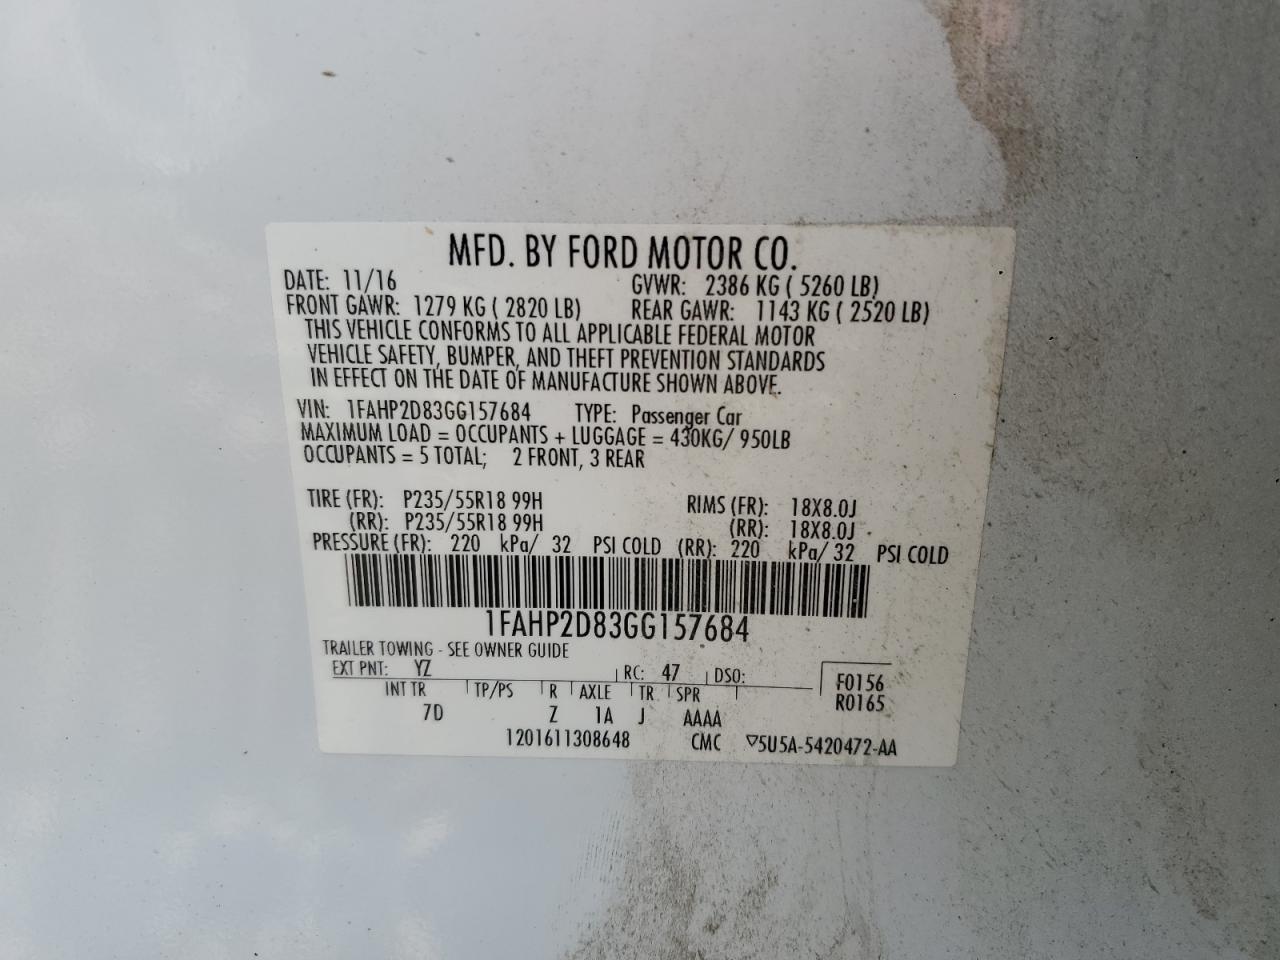 MFD. BY FORD MOTOR CO.
DATE: 11/16 GVWR: 2386 KG ( 5260 LB)
FRONT GAWR: 1279 KG ( 2820 LB) REAR GAWR: 1143 KG ( 2520 LB)
THIS VEHICLE CONFORMS TO ALL APPLICABLE FEDERAL MOTOR
VEHICLE SAFETY, BUMPER, AND THEFT PREVENTION STANDARDS
IN EFFECT ON THE DATE OF MANUFACTURE SHOWN ABOVE.
VIN: 1FAHP2D83GG157684 TYPE: Passenger Car
MAXIMUM LOAD = OCCUPANTS + LUGGAGE = 430KG/ 950LB
OCCUPANTS = 5 TOTAL; 2 FRONT, 3 REAR
TIRE (FR): P235/55R18 99H RIMS (FR): 18X8.0J
(RR): P235/55R18 99H (RR): 18X8.0J
PRESSURE (FR): 220 kPa/ 32 PSI COLD (RR): 220 kPa/ 32 PSI COLD
1FAHP2D83GG157684
TRAILER TOWING - SEE OWNER GUIDE
EXT PNT: YZ RC: 47 DSO: F0156
INT TR TP/PS R AXLE TR SPR R0165
7D Z 1A J AAAA
1201611308648 CMC ▽5U5A-5420472-AA